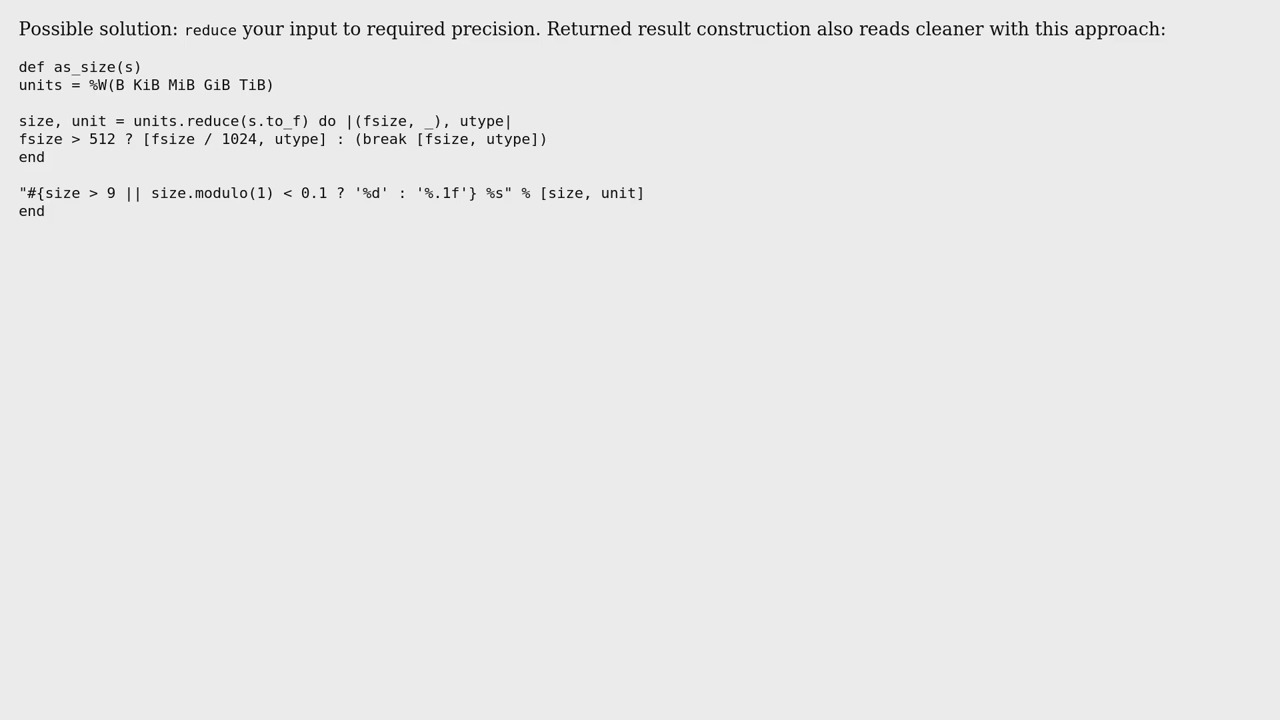 Possible solution: reduce your input to required precision. Returned result construction also reads cleaner with this approach:
def as_size(s)
units = %W(B KiB MiB GiB TiB)
size, unit = units.reduce(s.to_f) do |(fsize, _), utype|
fsize > 512 ? [fsize / 1024, utype] : (break [fsize, utype])
end
"#{size > 9 || size.modulo(1) < 0.1 ? '%d' : '%.1f'} %s" % [size, unit]
end